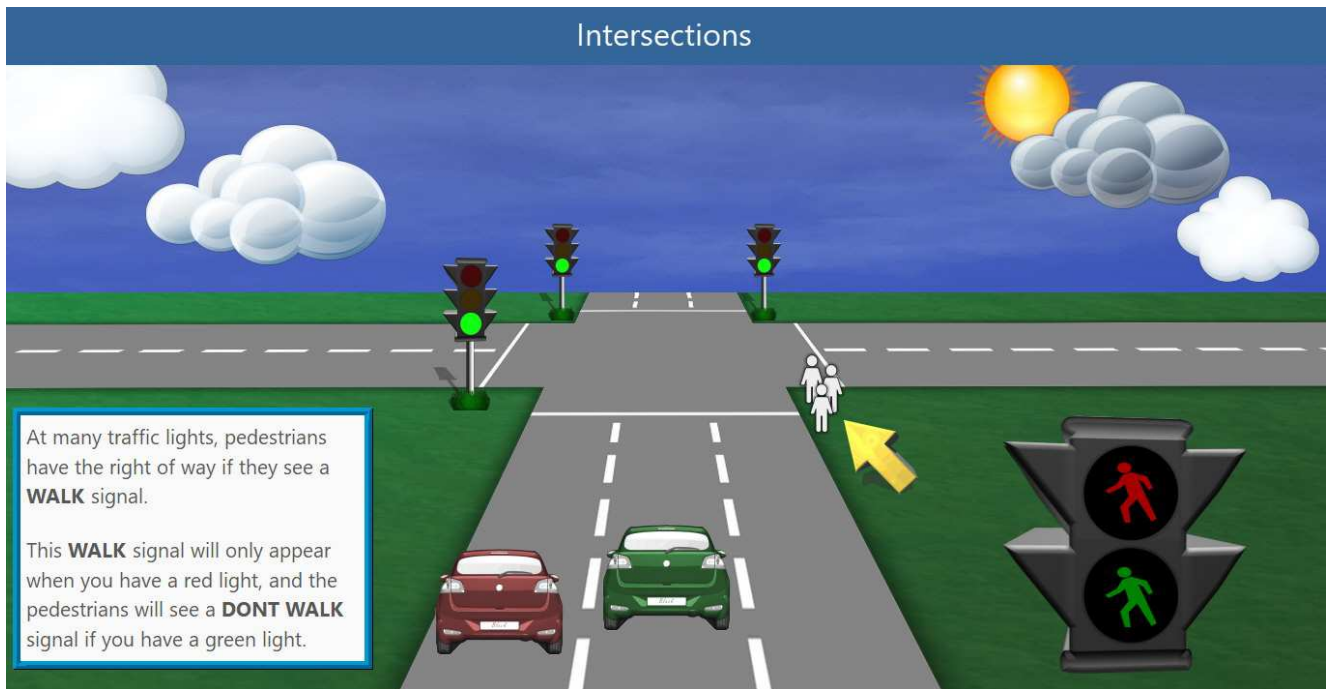 Intersections
At many traffic lights, pedestrians
have the right of way if they see a
WALK signal.
This WALK signal will only appear
when you have a red light, and the
pedestrians will see a DONT WALK
signal if you have a green light.